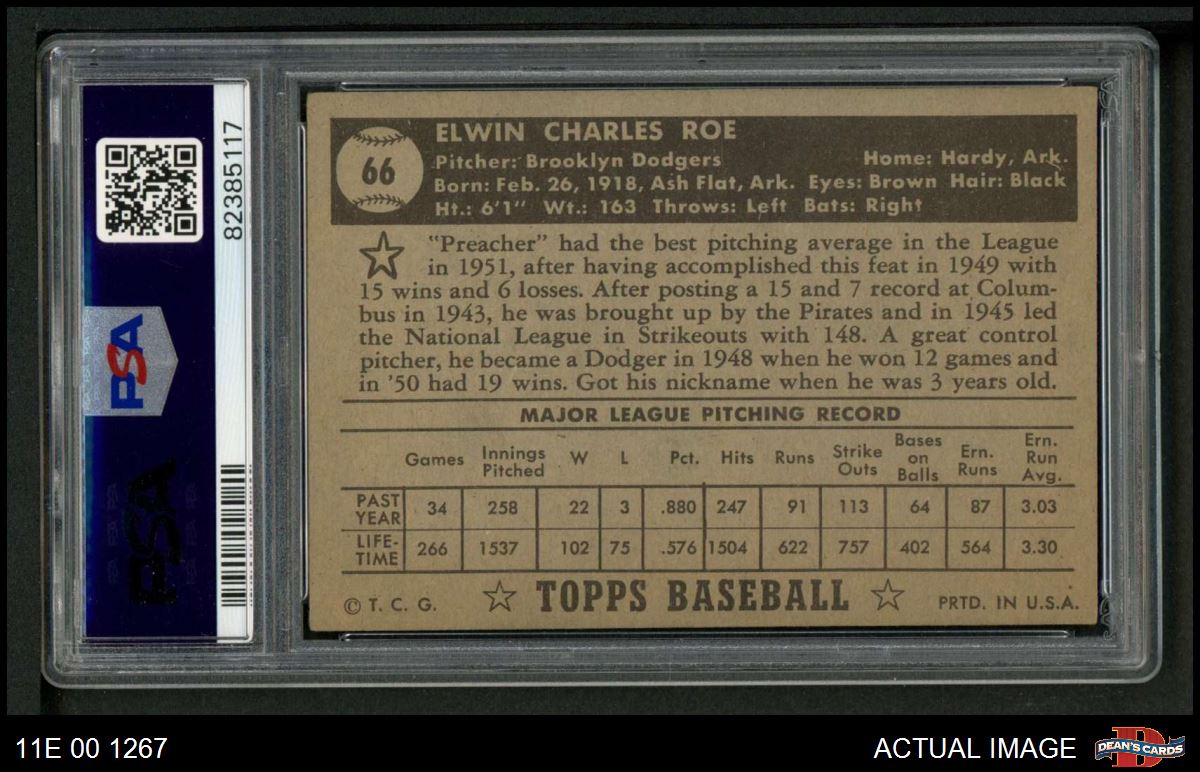 82385117
PSA
PSA
66
ELWIN CHARLES ROE
Pitcher: Brooklyn Dodgers Home: Hardy, Ark.
Born: Feb. 26, 1918, Ash Flat, Ark. Eyes: Brown Hair: Black
Ht.: 6'1" Wt.: 163 Throws: Left Bats: Right
"Preacher" had the best pitching average in the League
in 1951, after having accomplished this feat in 1949 with
15 wins and 6 losses. After posting a 15 and 7 record at Colum-
bus in 1943, he was brought up by the Pirates and in 1945 led
the National League in Strikeouts with 148. A great control
pitcher, he became a Dodger in 1948 when he won 12 games and
in '50 had 19 wins. Got his nickname when he was 3 years old.
MAJOR LEAGUE PITCHING RECORD
Games Innings Pitched W L Pct. Hits Runs Strike Outs Bases on Balls Ern. Runs Ern. Run Avg.
PAST YEAR 34 258 22 3 .880 247 91 113 64 87 3.03
LIFE-TIME 266 1537 102 75 .576 1504 622 757 402 564 3.30
© T. C. G. ☆ TOPPS BASEBALL ☆ PRTD. IN U.S.A.
11E 00 1267 ACTUAL IMAGE DEAN'S CARDS